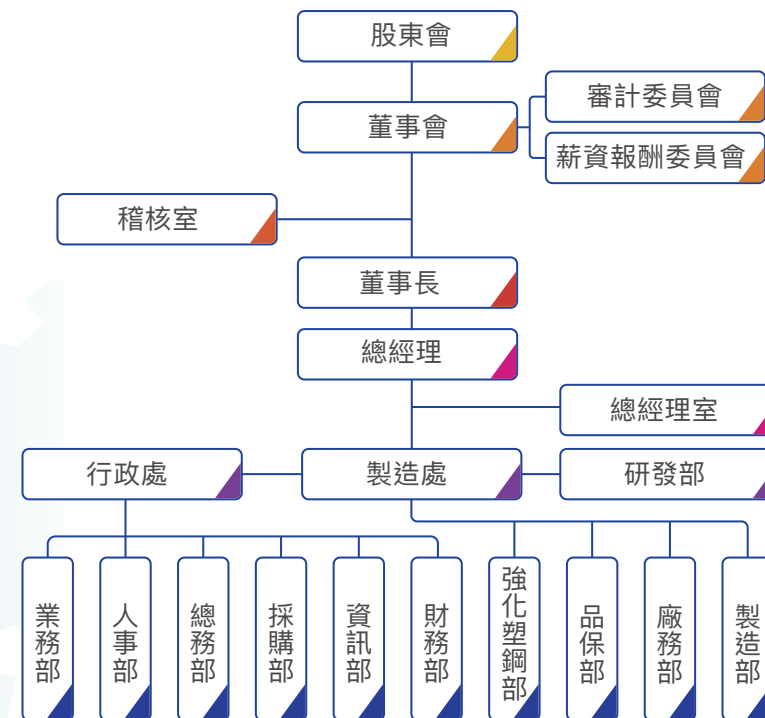 股東會
董事會
審計委員會
薪資報酬委員會
稽核室
董事長
總經理
總經理室
行政處
製造處
研發部
業務部
人事部
總務部
採購部
資訊部
財務部
強化塑鋼部
品保部
廠務部
製造部